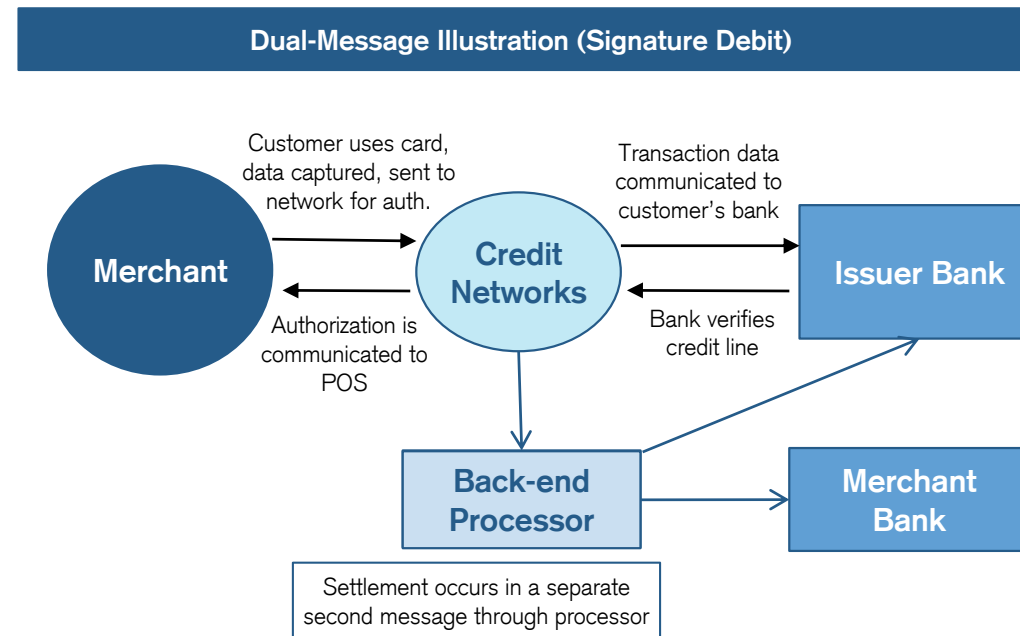 Dual-Message Illustration (Signature Debit)
Customer uses card,
data captured, sent to
network for auth.
Transaction data
communicated to
customer's bank
Merchant
Credit
Networks
Issuer Bank
Authorization is
communicated to
POS
Bank verifies
credit line
Back-end
Processor
Merchant
Bank
Settlement occurs in a separate
second message through processor